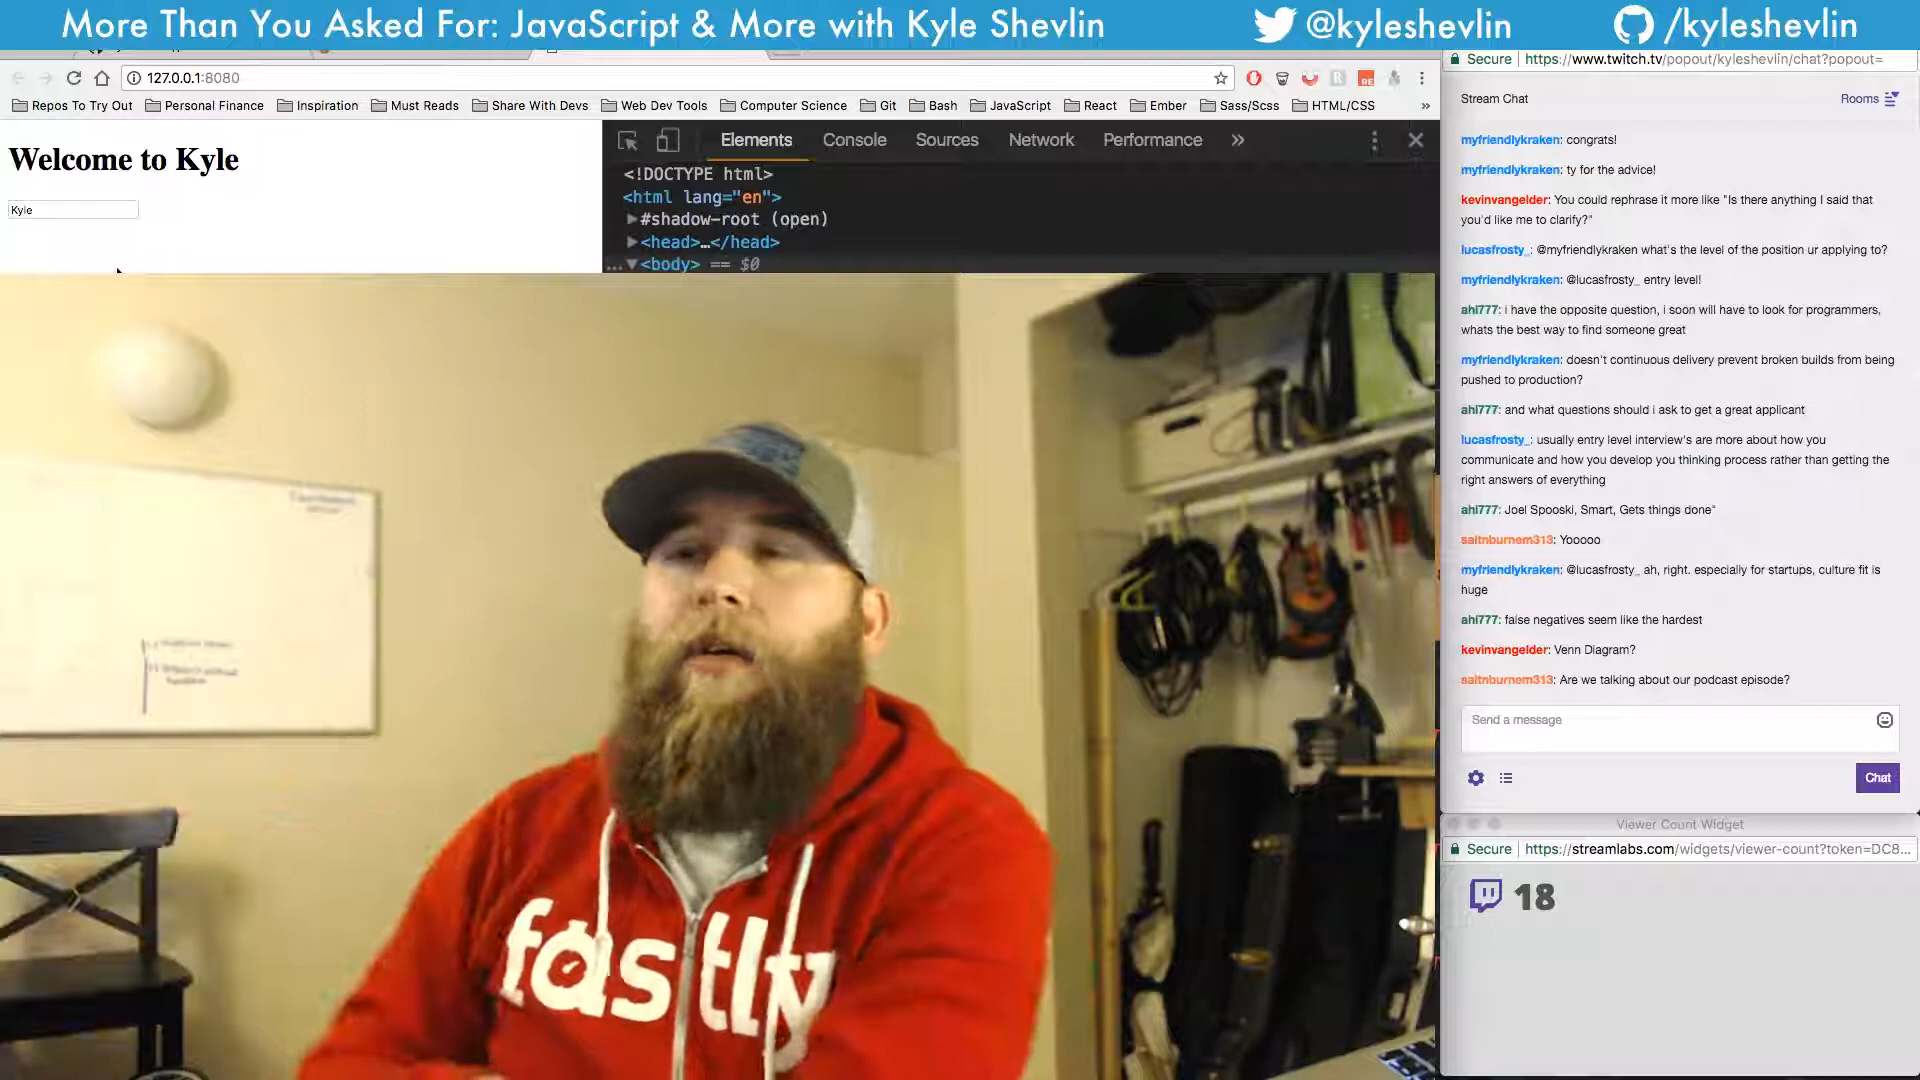 More Than You Asked For: JavaScript & More with Kyle Shevlin
@kyleshevlin
/kyleshevlin
127.0.0.1:8080
Repos To Try Out
Personal Finance
Inspiration
Must Reads
Share With Devs
Web Dev Tools
Computer Science
Git
Bash
JavaScript
React
Ember
Sass/Scss
HTML/CSS
»
Welcome to Kyle
Kyle
Elements
Console
Sources
Network
Performance
»
<!DOCTYPE html>
<html lang="en">
▶#shadow-root (open)
▶<head>…</head>
...▼<body> == $0
fastly
Secure
https://www.twitch.tv/popout/kyleshevlin/chat?popout=
Stream Chat
Rooms
myfriendlykraken: congrats!
myfriendlykraken: ty for the advice!
kevinvangelder: You could rephrase it more like "Is there anything I said that
you'd like me to clarify?"
lucasfrosty_: @myfriendlykraken what's the level of the position ur applying to?
myfriendlykraken: @lucasfrosty_ entry level!
ahl777: i have the opposite question, i soon will have to look for programmers,
whats the best way to find someone great
myfriendlykraken: doesn't continuous delivery prevent broken builds from being
pushed to production?
ahl777: and what questions should i ask to get a great applicant
lucasfrosty_: usually entry level interview's are more about how you
communicate and how you develop you thinking process rather than getting the
right answers of everything
ahl777: Joel Spooski, Smart, Gets things done"
saltnburnem313: Yooooo
myfriendlykraken: @lucasfrosty_ ah, right. especially for startups, culture fit is
huge
ahl777: false negatives seem like the hardest
kevinvangelder: Venn Diagram?
saltnburnem313: Are we talking about our podcast episode?
Send a message
Chat
Viewer Count Widget
Secure
https://streamlabs.com/widgets/viewer-count?token=DC8...
18